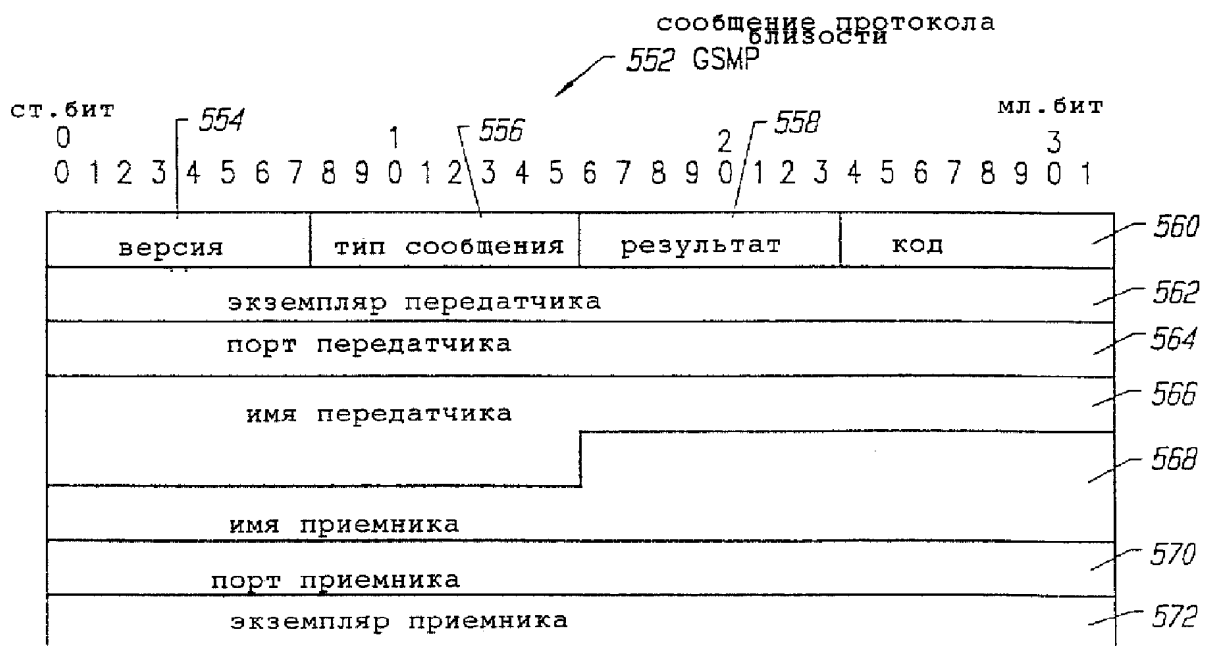 сообщение протокола
близости
552 GSMP
ст.бит мл.бит
554 556 558
0 1 2 3
0 1 2 3 4 5 6 7 8 9 0 1 2 3 4 5 6 7 8 9 0 1 2 3 4 5 6 7 8 9 0 1
версия тип сообщения результат код 560
экземпляр передатчика 562
порт передатчика 564
имя передатчика 566
568
имя приемника
порт приемника 570
экземпляр приемника 572